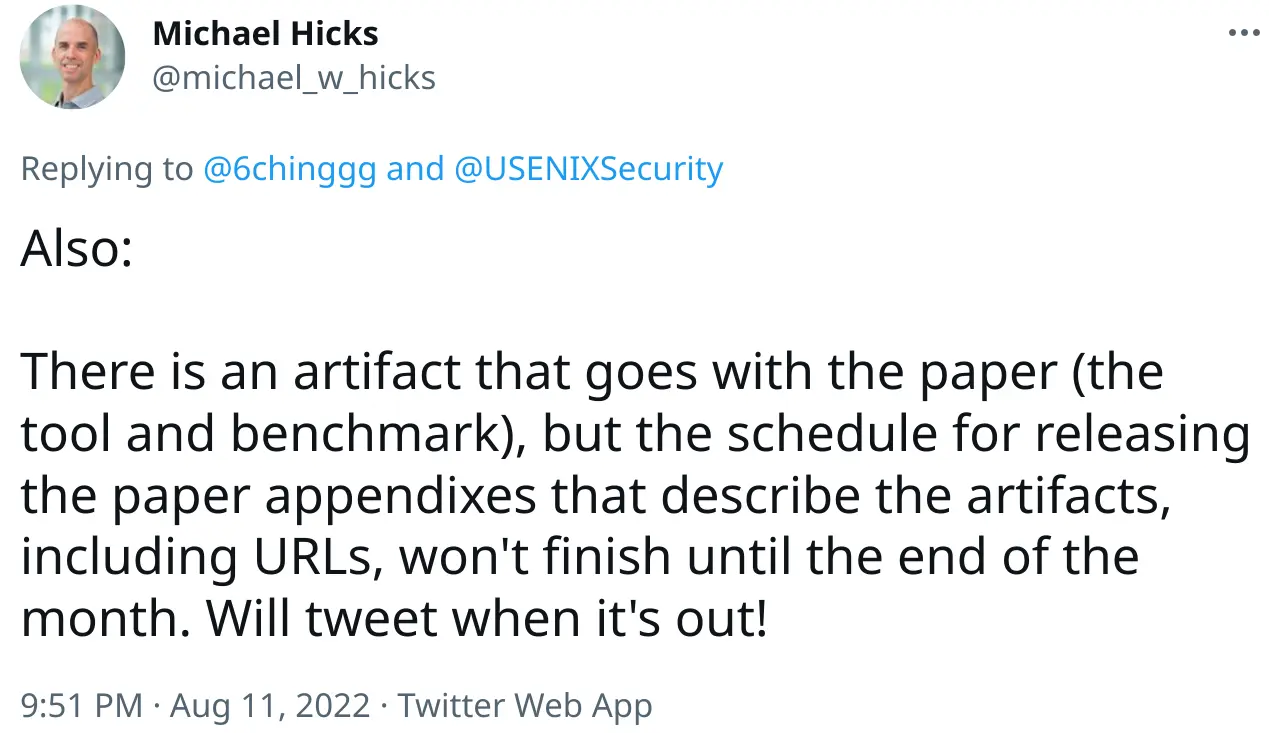 Michael Hicks
@michael_w_hicks
Replying to @6chinggg and @USENIXSecurity
Also:
There is an artifact that goes with the paper (the
tool and benchmark), but the schedule for releasing
the paper appendixes that describe the artifacts,
including URLs, won't finish until the end of the
month. Will tweet when it's out!
9:51 PM · Aug 11, 2022 · Twitter Web App